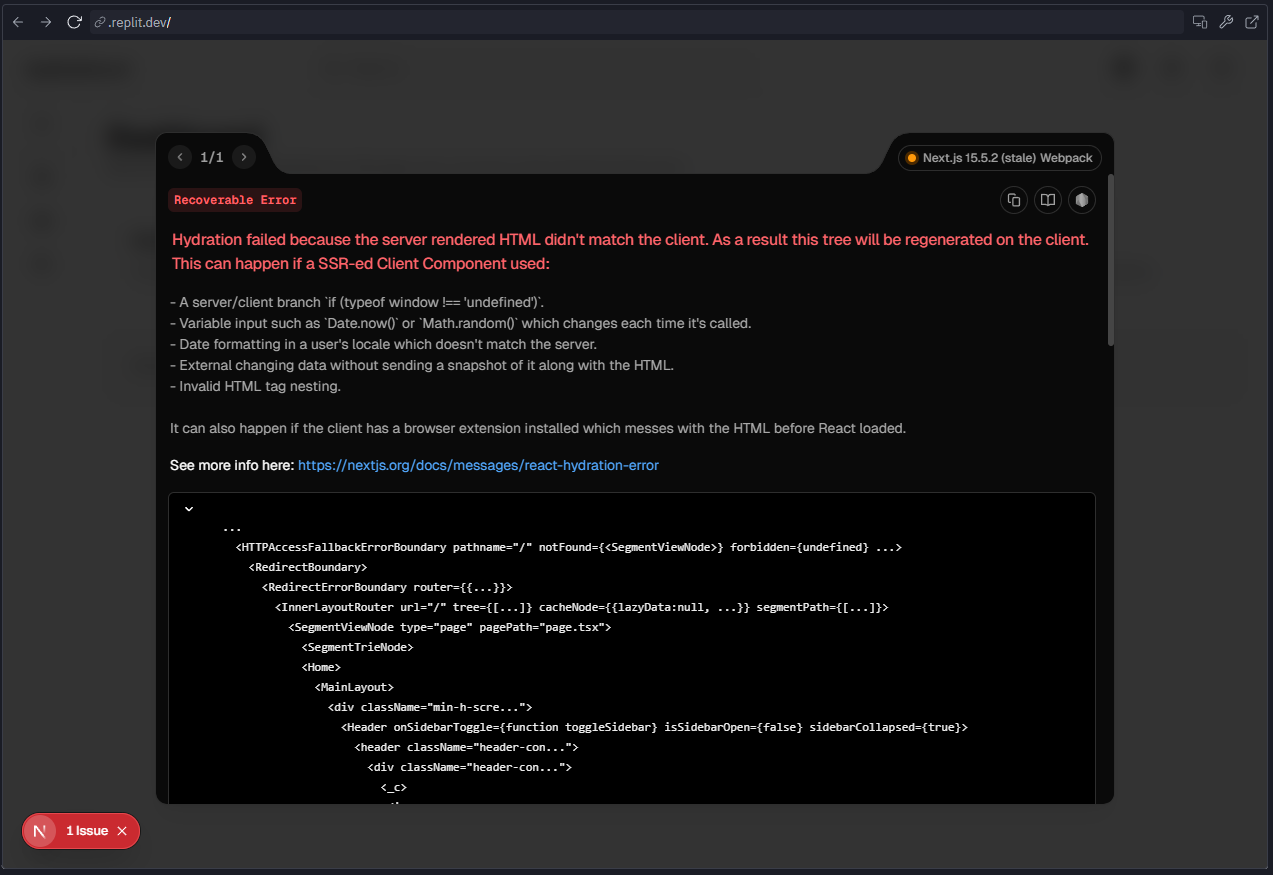 .replit.dev/
1/1
Next.js 15.5.2 (stale) Webpack
Recoverable Error
Hydration failed because the server rendered HTML didn't match the client. As a result this tree will be regenerated on the client.
This can happen if a SSR-ed Client Component used:
- A server/client branch `if (typeof window !== 'undefined')`.
- Variable input such as `Date.now()` or `Math.random()` which changes each time it's called.
- Date formatting in a user's locale which doesn't match the server.
- External changing data without sending a snapshot of it along with the HTML.
- Invalid HTML tag nesting.
It can also happen if the client has a browser extension installed which messes with the HTML before React loaded.
See more info here: https://nextjs.org/docs/messages/react-hydration-error
...
<HTTPAccessFallbackErrorBoundary pathname="/" notFound={<SegmentViewNode>} forbidden={undefined} ...>
<RedirectBoundary>
<RedirectErrorBoundary router={{...}}>
<InnerLayoutRouter url="/" tree={[...]} cacheNode={{lazyData:null, ...}} segmentPath={[...]}>
<SegmentViewNode type="page" pagePath="page.tsx">
<SegmentTrieNode>
<Home>
<MainLayout>
<div className="min-h-scre...">
<Header onSidebarToggle={function toggleSidebar} isSidebarOpen={false} sidebarCollapsed={true}>
<header className="header-con...">
<div className="header-con...">
<_c>
N
1 Issue